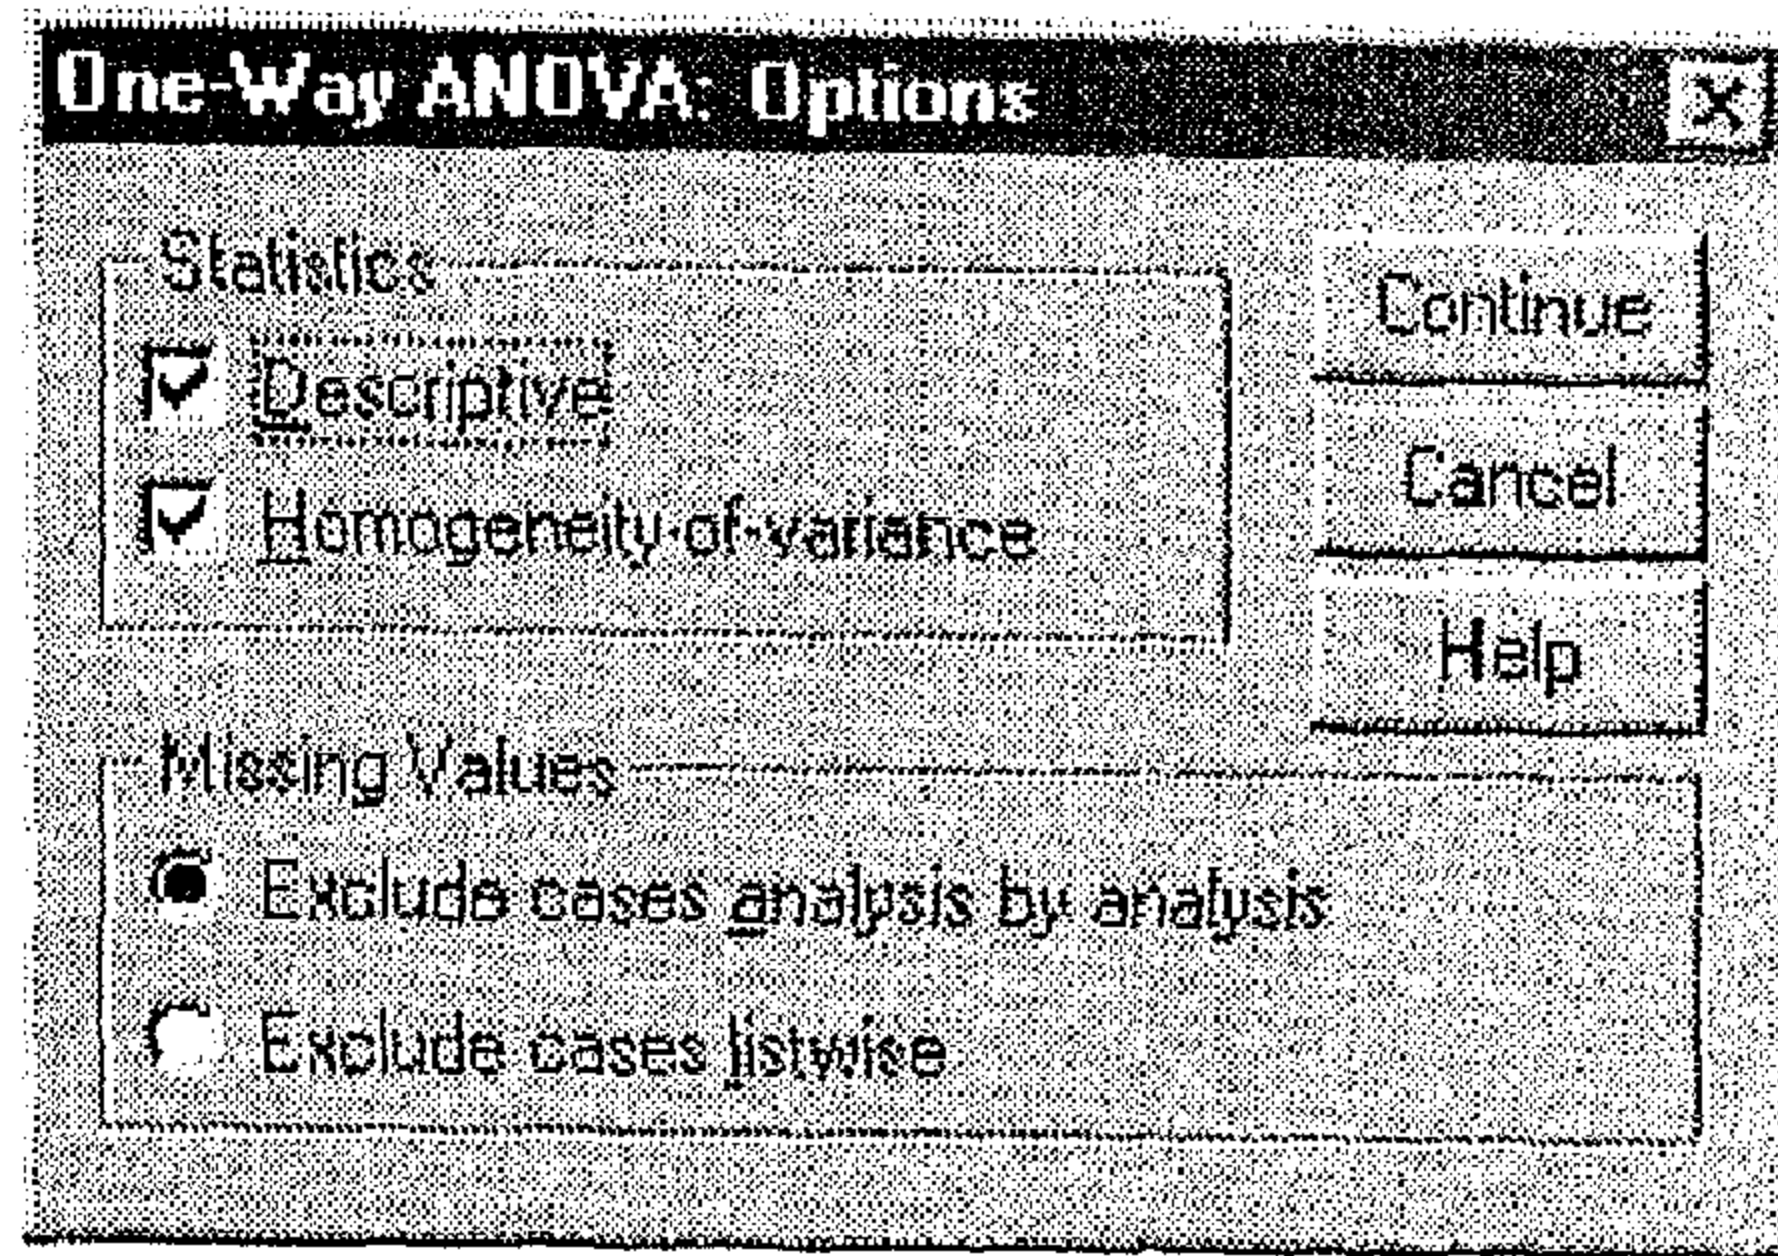 One-Way ANOVA: Options
Statistics
Descriptive
Homogeneity-of-variance
Continue
Cancel
Help
Missing Values
Exclude cases analysis by analysis
Exclude cases listwise